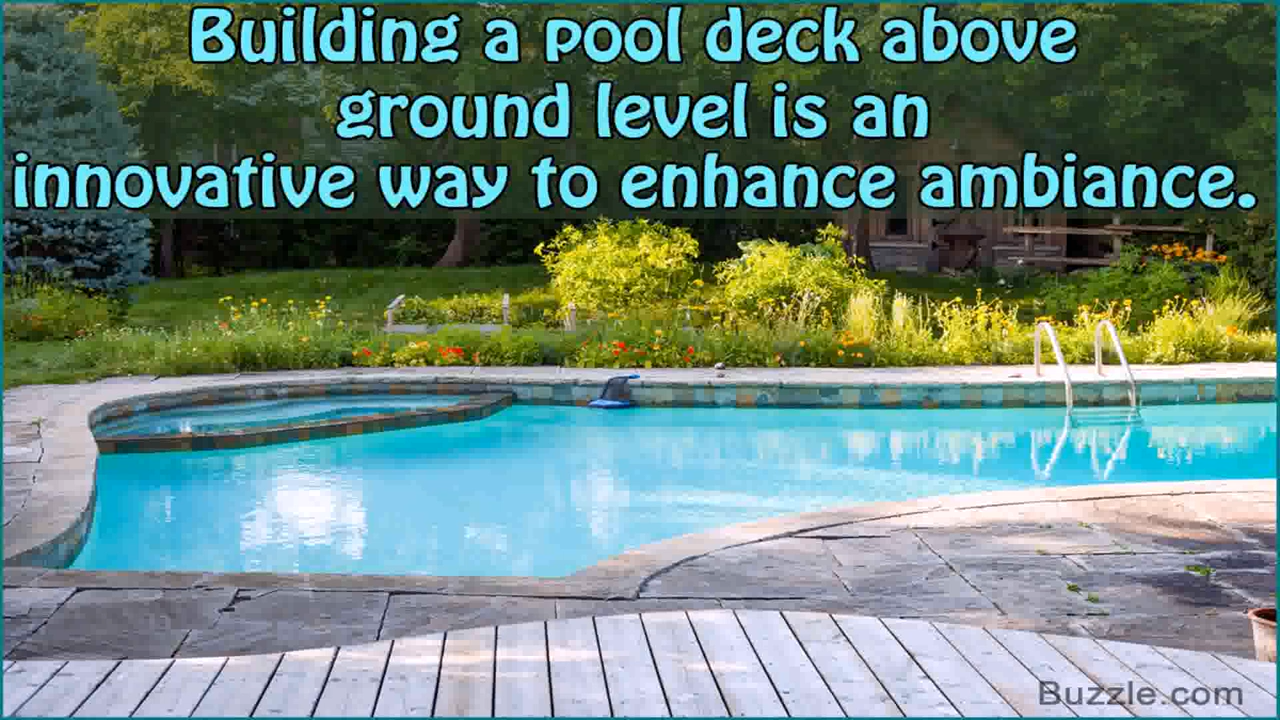 Building a pool deck above
ground level is an
innovative way to enhance ambiance.
Buzzle.com